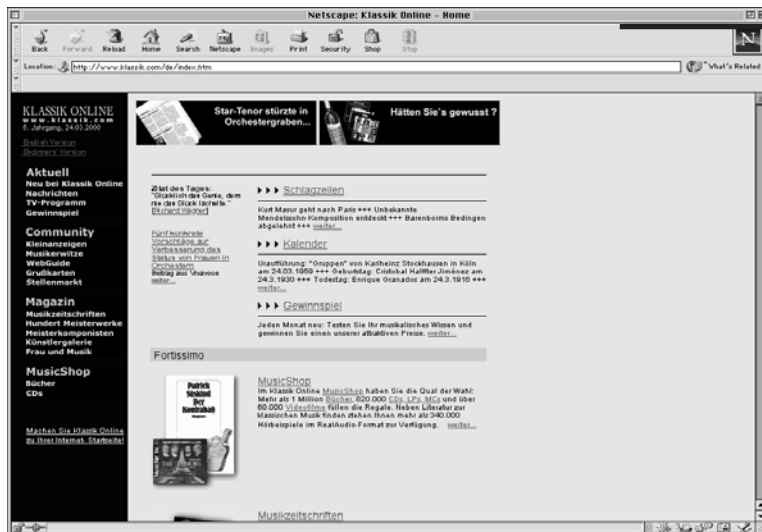 Netscape: Klassik Online - Home
Back
Forward
Reload
Home
Search
Netscape
Images
Print
Security
Shop
Stop
N
Location: http://www.klassik.com/de/index.htm
What's Related
KLASSIK ONLINE
www.klassik.com
5. Jahrgang, 24.03.2000
English Version
Beginners' Version
Aktuell
Neu bei Klassik Online
Nachrichten
TV-Programm
Gewinnspiel
Community
Kleinanzeigen
Musikerwitze
WebGuide
Grußkarten
Stellenmarkt
Magazin
Musikzeitschriften
Hundert Meisterwerke
Meisterkomponisten
Künstlergalerie
Frau und Musik
MusicShop
Bücher
CDs
Machen Sie Klassik Online
zu Ihrer Internet-Startseite!
Star-Tenor stürzte in
Orchestergraben...
Hätten Sie's gewusst ?
Zitat des Tages:
"Glücklich das Genie, dem
nie das Glück lächelte."
[Richard Wagner]
Fünf konkrete
Vorschläge zur
Verbesserung des
Status von Frauen in
Orchestern
Beitrag aus Vivavoce
weiter...
Schlagzeilen
Kurt Masur geht nach Paris +++ Unbekannte
Mendelssohn-Komposition entdeckt +++ Barenboims Bedingen
abgelehnt +++ weiter...
Kalender
Uraufführung: "Gruppen" von Karlheinz Stockhausen in Köln
am 24.03.1959 +++ Geburtstag: Cristobal Halffter Jiménez am
24.3.1930 +++ Todestag: Enrique Granados am 24.3.1916 +++
weiter...
Gewinnspiel
Jeden Monat neu: Testen Sie Ihr musikalisches Wissen und
gewinnen Sie einen unserer attraktiven Preise. weiter...
Fortissimo
Patrick
Süskind
Der
Kontrabaß
MusicShop
Im Klassik Online MusicShop haben Sie die Qual der Wahl:
Mehr als 1 Million Bücher, 820.000 CDs, LPs, MCs und über
60.000 Videofilme füllen die Regale. Neben Literatur zur
klassischen Musik finden stehen Ihnen mehr als 240.000
Hörbeispiele im RealAudio-Format zur Verfügung. weiter...
Musikzeitschriften